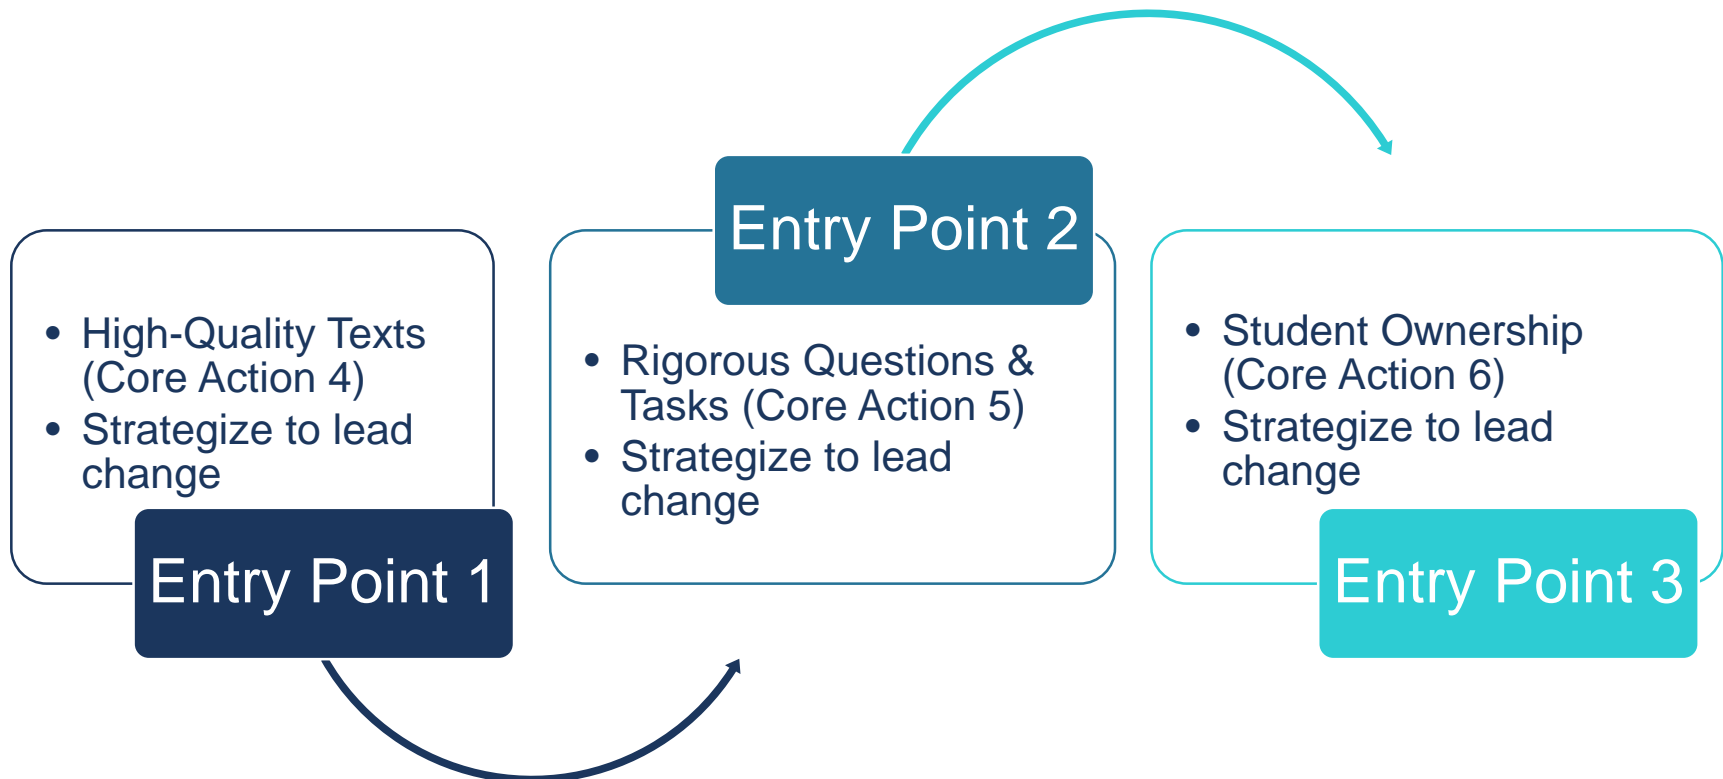 • High-Quality Texts
(Core Action 4)
• Strategize to lead
change
Entry Point 1
Entry Point 2
• Rigorous Questions &
Tasks (Core Action 5)
• Strategize to lead
change
• Student Ownership
(Core Action 6)
• Strategize to lead
change
Entry Point 3